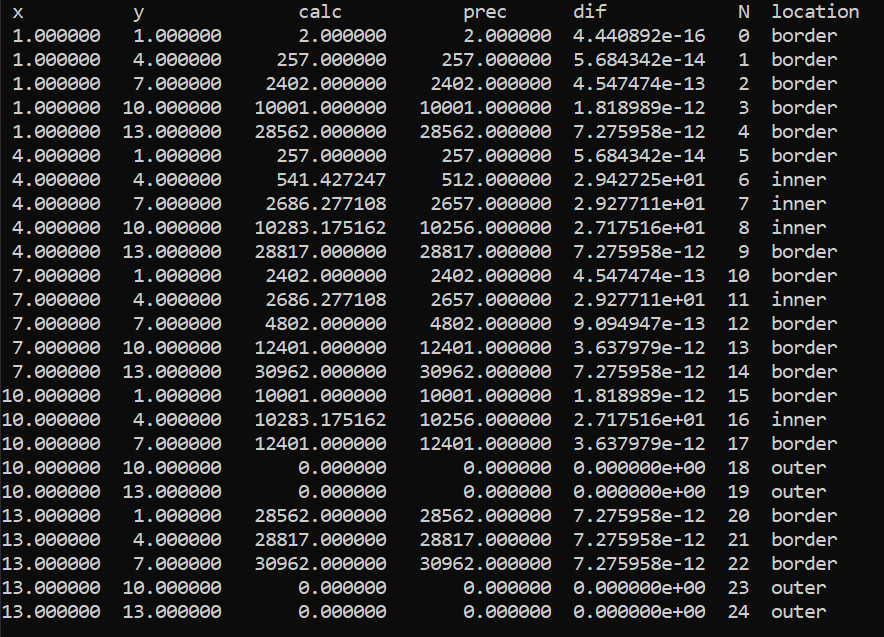 x y calc prec dif N location
1.000000 1.000000 2.000000 2.000000 4.440892e-16 0 border
1.000000 4.000000 257.000000 257.000000 5.684342e-14 1 border
1.000000 7.000000 2402.000000 2402.000000 4.547474e-13 2 border
1.000000 10.000000 10001.000000 10001.000000 1.818989e-12 3 border
1.000000 13.000000 28562.000000 28562.000000 7.275958e-12 4 border
4.000000 1.000000 257.000000 257.000000 5.684342e-14 5 border
4.000000 4.000000 541.427247 512.000000 2.942725e+01 6 inner
4.000000 7.000000 2686.277108 2657.000000 2.927711e+01 7 inner
4.000000 10.000000 10283.175162 10256.000000 2.717516e+01 8 inner
4.000000 13.000000 28817.000000 28817.000000 7.275958e-12 9 border
7.000000 1.000000 2402.000000 2402.000000 4.547474e-13 10 border
7.000000 4.000000 2686.277108 2657.000000 2.927711e+01 11 inner
7.000000 7.000000 4802.000000 4802.000000 9.094947e-13 12 border
7.000000 10.000000 12401.000000 12401.000000 3.637979e-12 13 border
7.000000 13.000000 30962.000000 30962.000000 7.275958e-12 14 border
10.000000 1.000000 10001.000000 10001.000000 1.818989e-12 15 border
10.000000 4.000000 10283.175162 10256.000000 2.717516e+01 16 inner
10.000000 7.000000 12401.000000 12401.000000 3.637979e-12 17 border
10.000000 10.000000 0.000000 0.000000 0.000000e+00 18 outer
10.000000 13.000000 0.000000 0.000000 0.000000e+00 19 outer
13.000000 1.000000 28562.000000 28562.000000 7.275958e-12 20 border
13.000000 4.000000 28817.000000 28817.000000 7.275958e-12 21 border
13.000000 7.000000 30962.000000 30962.000000 7.275958e-12 22 border
13.000000 10.000000 0.000000 0.000000 0.000000e+00 23 outer
13.000000 13.000000 0.000000 0.000000 0.000000e+00 24 outer